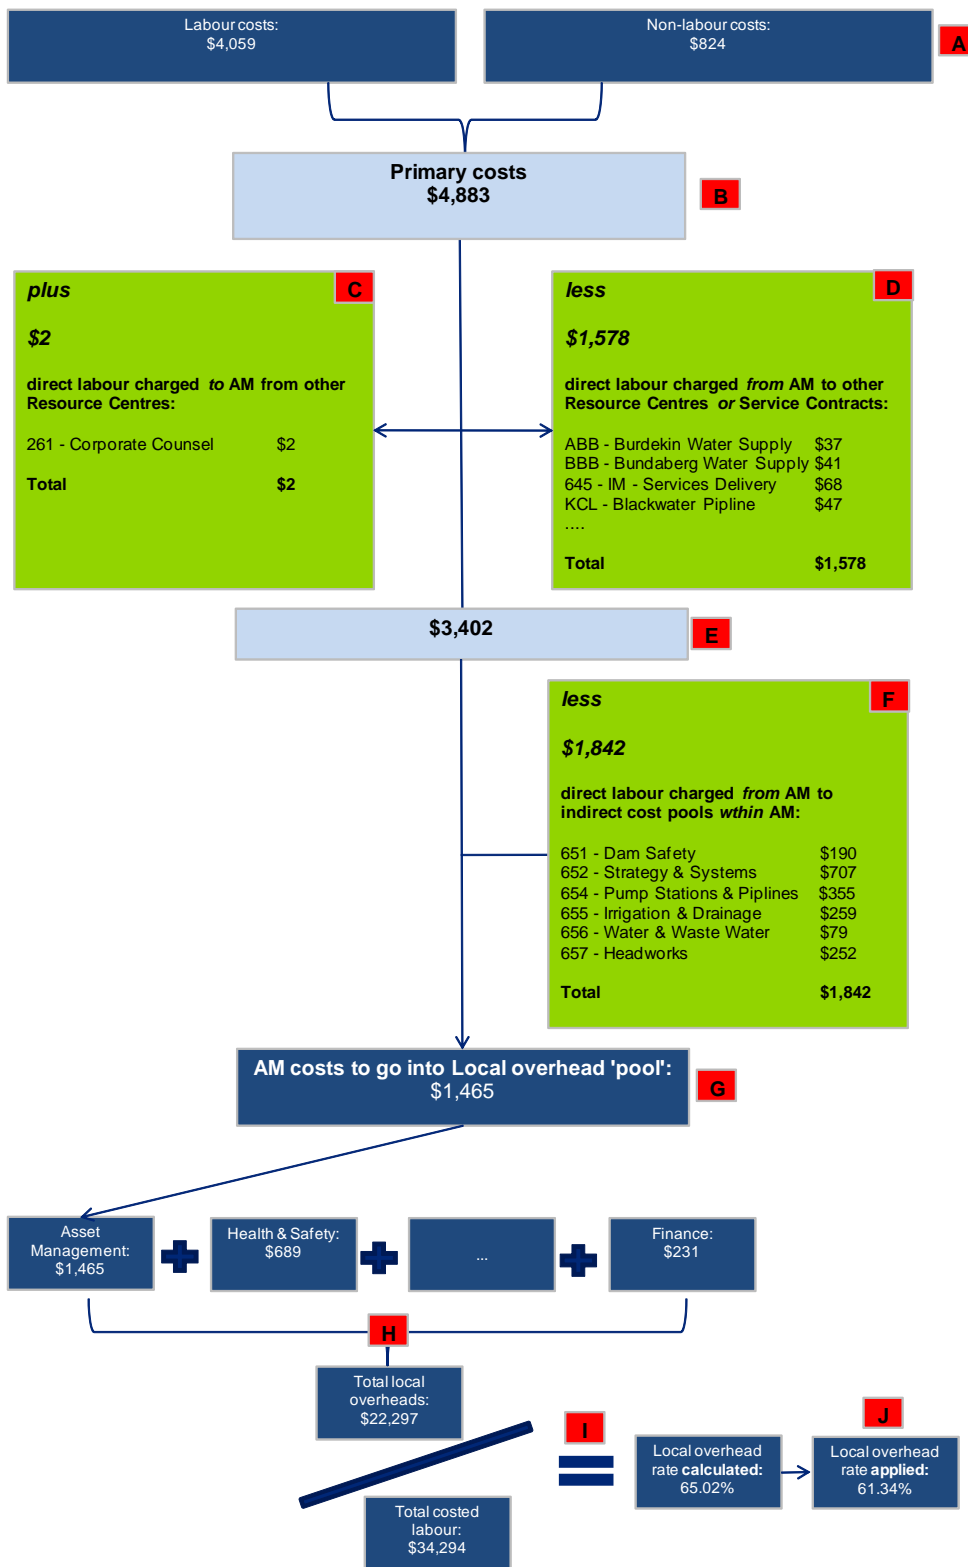 Labour costs:
$4,059
Non-labour costs:
$824
A
Primary costs
$4,883
B
plus
C
$2
direct labour charged to AM from other
Resource Centres:
261 - Corporate Counsel $2
Total $2
less
D
$1,578
direct labour charged from AM to other
Resource Centres or Service Contracts:
ABB - Burdekin Water Supply $37
BBB - Bundaberg Water Supply $41
645 - IM - Services Delivery $68
KCL - Blackwater Pipline $47
....
Total $1,578
$3,402
E
less
F
$1,842
direct labour charged from AM to
indirect cost pools wthin AM:
651 - Dam Safety $190
652 - Strategy & Systems $707
654 - Pump Stations & Piplines $355
655 - Irrigation & Drainage $259
656 - Water & Waste Water $79
657 - Headworks $252
Total $1,842
AM costs to go into Local overhead 'pool':
$1,465
G
Asset
Management:
$1,465
Health & Safety:
$689
...
Finance:
$231
H
Total local
overheads:
$22,297
I
Total costed
labour:
$34,294
Local overhead
rate calculated:
65.02%
J
Local overhead
rate applied:
61.34%